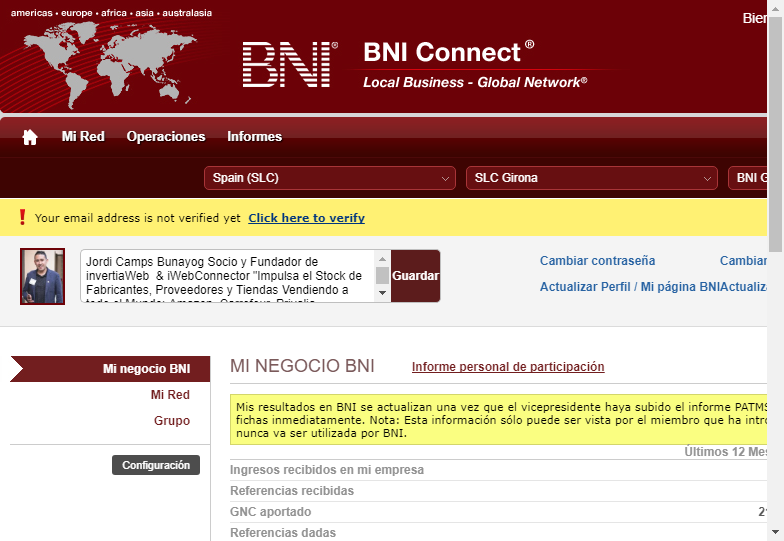 americas • europe • africa • asia • australasia
BNI®
BNI Connect®
Local Business - Global Network®
Mi Red Operaciones Informes
Spain (SLC) SLC Girona BNI G
Your email address is not verified yet Click here to verify
Jordi Camps Bunayog Socio y Fundador de
invertiaWeb & iWebConnector "Impulsa el Stock de
Fabricantes, Proveedores y Tiendas Vendiendo a
todo el Mundo: Amazon, Carrefour, Privalia
Guardar
Cambiar contraseña Cambiar
Actualizar Perfil / Mi página BNI Actualiza
Mi negocio BNI
Mi Red
Grupo
Configuración
MI NEGOCIO BNI Informe personal de participación
Mis resultados en BNI se actualizan una vez que el vicepresidente haya subido el informe PATMS
fichas inmediatamente. Nota: Esta información sólo puede ser vista por el miembro que ha intro
nunca va ser utilizada por BNI.
Últimos 12 Mes
Ingresos recibidos en mi empresa
Referencias recibidas
GNC aportado
Referencias dadas